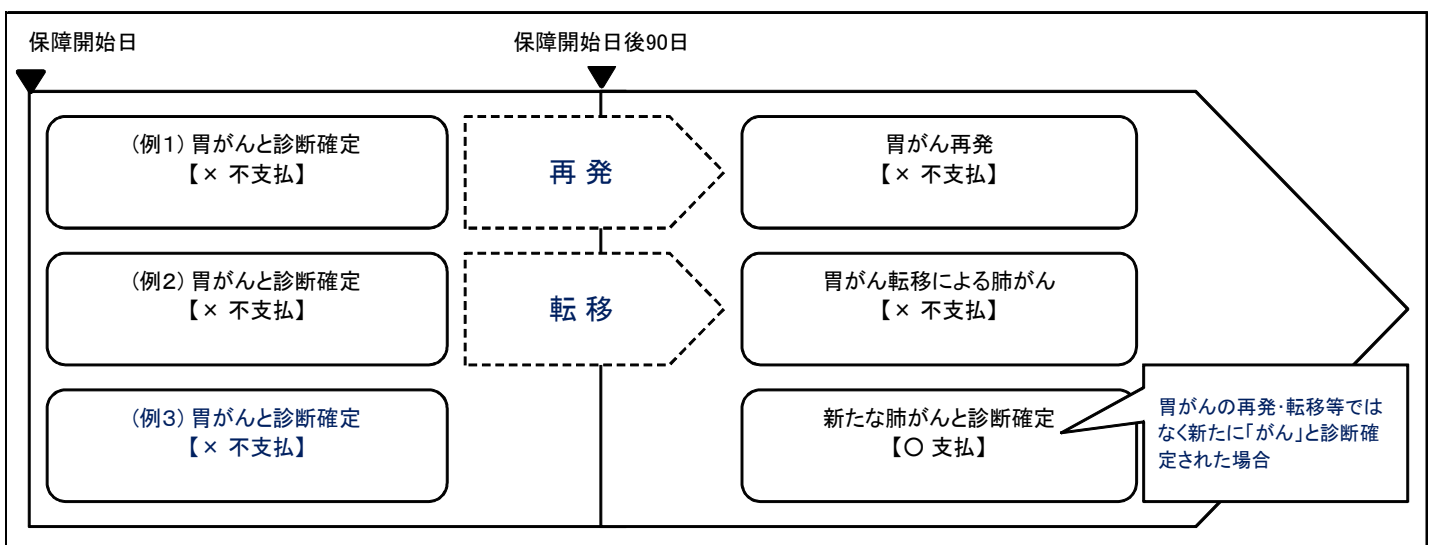 保障開始日
保障開始日後90日
(例1) 胃がんと診断確定
【× 不支払】
再 発
胃がん再発
【× 不支払】
(例2) 胃がんと診断確定
【× 不支払】
転 移
胃がん転移による肺がん
【× 不支払】
(例3) 胃がんと診断確定
【× 不支払】
新たな肺がんと診断確定
【○ 支払】
胃がんの再発・転移等では
なく新たに「がん」と診断確
定された場合